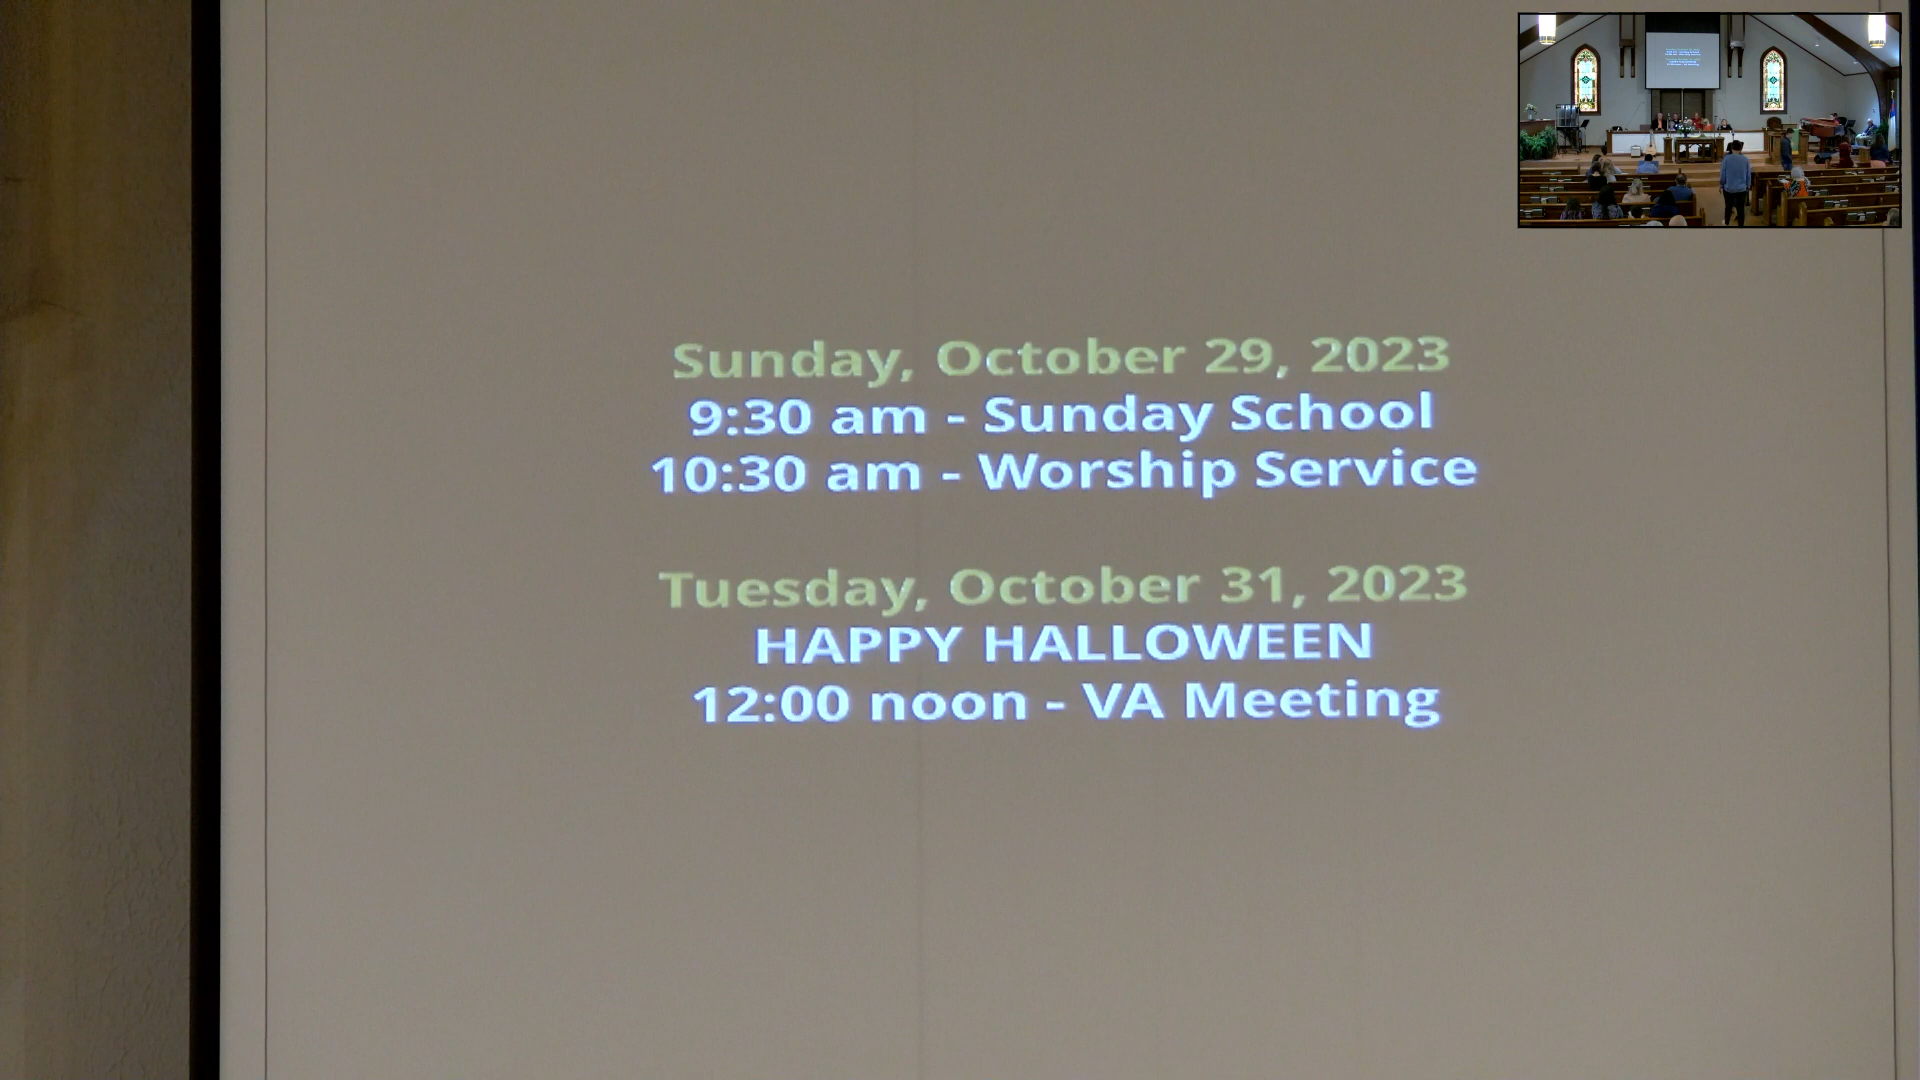 Sunday, October 29, 2023
9:30 am - Sunday School
10:30 am - Worship Service
Tuesday, October 31, 2023
HAPPY HALLOWEEN
12:00 noon - VA Meeting